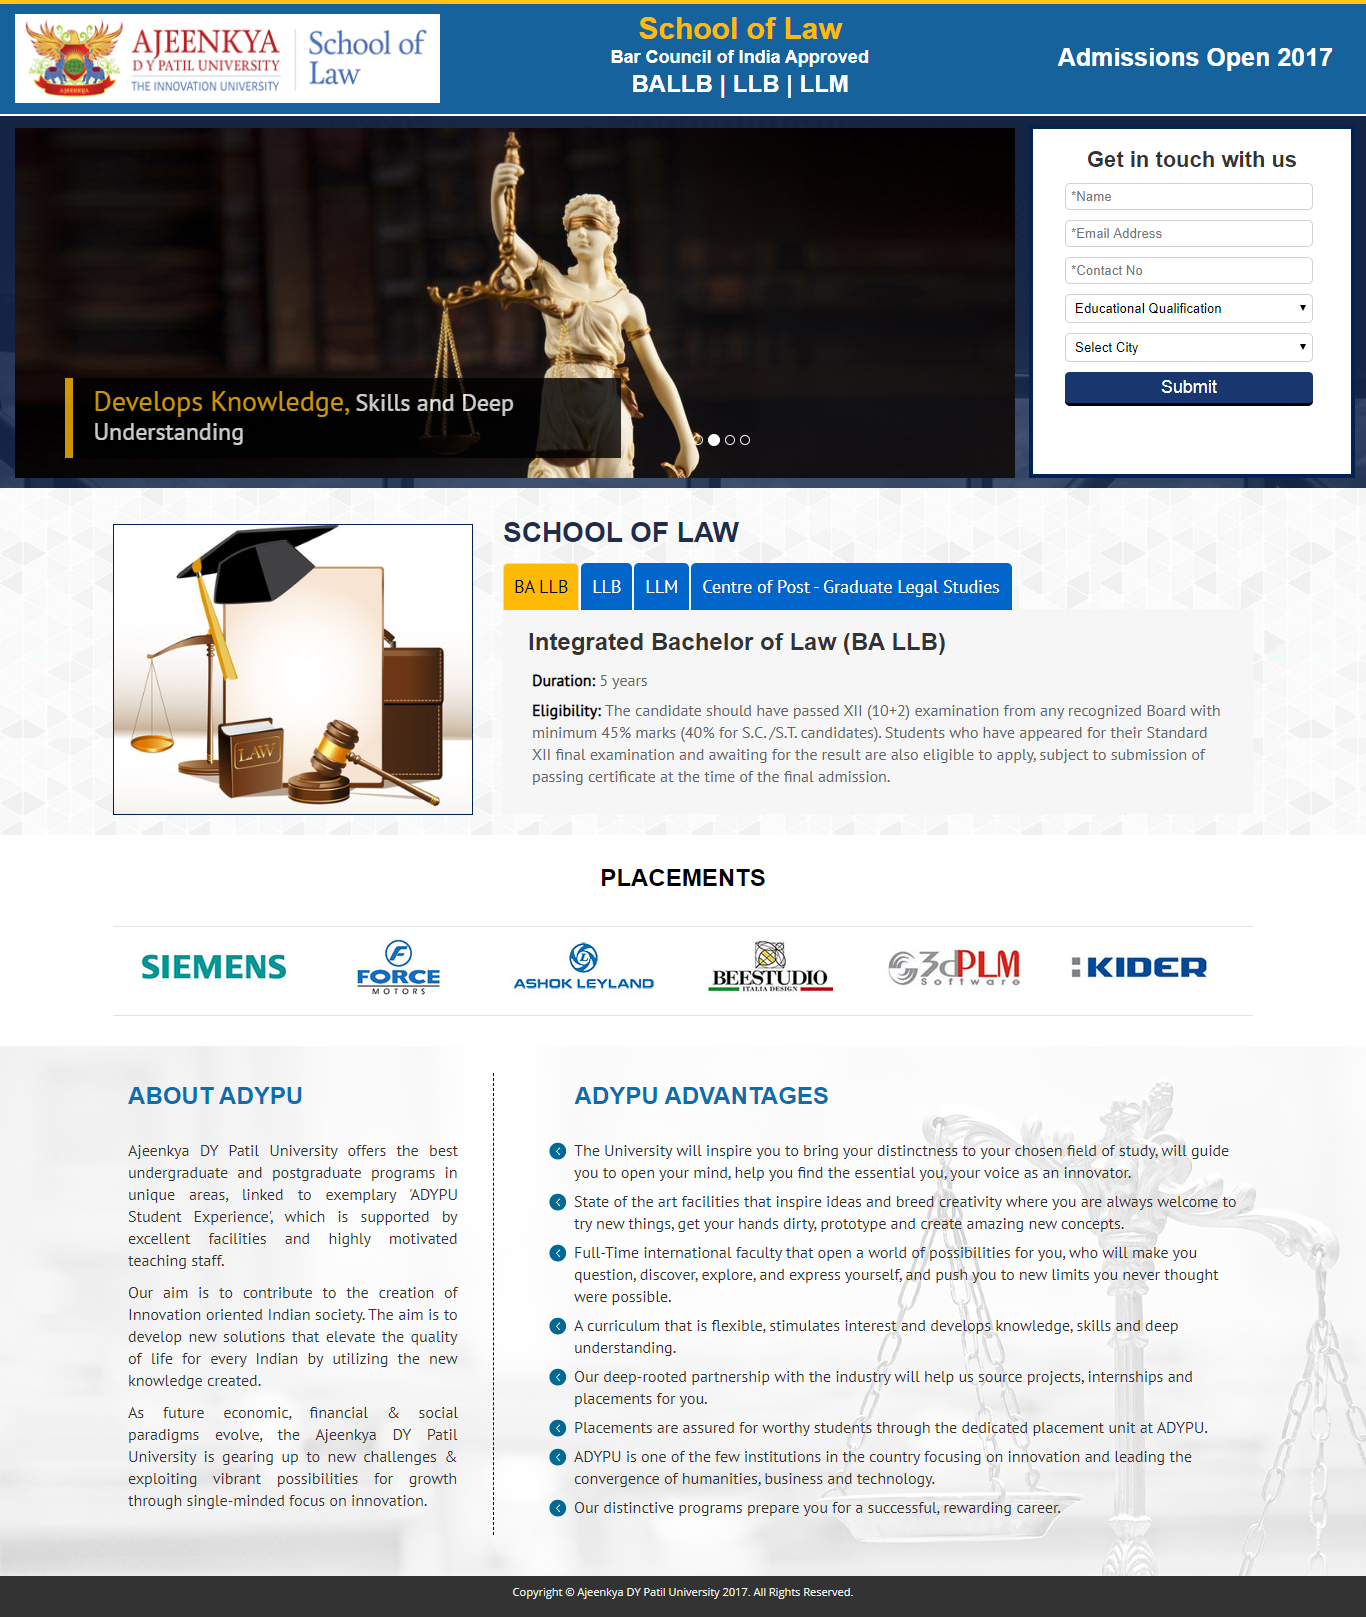 AJEENKYA
D Y PATIL UNIVERSITY
THE INNOVATION UNIVERSITY
School of
Law
AJEENKYA
School of Law
Bar Council of India Approved
BALLB | LLB | LLM
Admissions Open 2017
Develops Knowledge, Skills and Deep
Understanding
Get in touch with us
*Name
*Email Address
*Contact No
Educational Qualification
Select City
Submit
LAW
SCHOOL OF LAW
BA LLB
LLB
LLM
Centre of Post - Graduate Legal Studies
Integrated Bachelor of Law (BA LLB)
Duration: 5 years
Eligibility: The candidate should have passed XII (10+2) examination from any recognized Board with
minimum 45% marks (40% for S.C. /S.T. candidates). Students who have appeared for their Standard
XII final examination and awaiting for the result are also eligible to apply, subject to submission of
passing certificate at the time of the final admission.
PLACEMENTS
SIEMENS
FORCE
MOTORS
ASHOK LEYLAND
BEESTUDIO
ITALIA DESIGN
3dPLM
Software
KIDER
ABOUT ADYPU
Ajeenkya DY Patil University offers the best
undergraduate and postgraduate programs in
unique areas, linked to exemplary 'ADYPU
Student Experience', which is supported by
excellent facilities and highly motivated
teaching staff.
Our aim is to contribute to the creation of
Innovation oriented Indian society. The aim is to
develop new solutions that elevate the quality
of life for every Indian by utilizing the new
knowledge created.
As future economic, financial & social
paradigms evolve, the Ajeenkya DY Patil
University is gearing up to new challenges &
exploiting vibrant possibilities for growth
through single-minded focus on innovation.
ADYPU ADVANTAGES
The University will inspire you to bring your distinctness to your chosen field of study, will guide
you to open your mind, help you find the essential you, your voice as an innovator.
State of the art facilities that inspire ideas and breed creativity where you are always welcome to
try new things, get your hands dirty, prototype and create amazing new concepts.
Full-Time international faculty that open a world of possibilities for you, who will make you
question, discover, explore, and express yourself, and push you to new limits you never thought
were possible.
A curriculum that is flexible, stimulates interest and develops knowledge, skills and deep
understanding.
Our deep-rooted partnership with the industry will help us source projects, internships and
placements for you.
Placements are assured for worthy students through the dedicated placement unit at ADYPU.
ADYPU is one of the few institutions in the country focusing on innovation and leading the
convergence of humanities, business and technology.
Our distinctive programs prepare you for a successful, rewarding career.
Copyright © Ajeenkya DY Patil University 2017. All Rights Reserved.